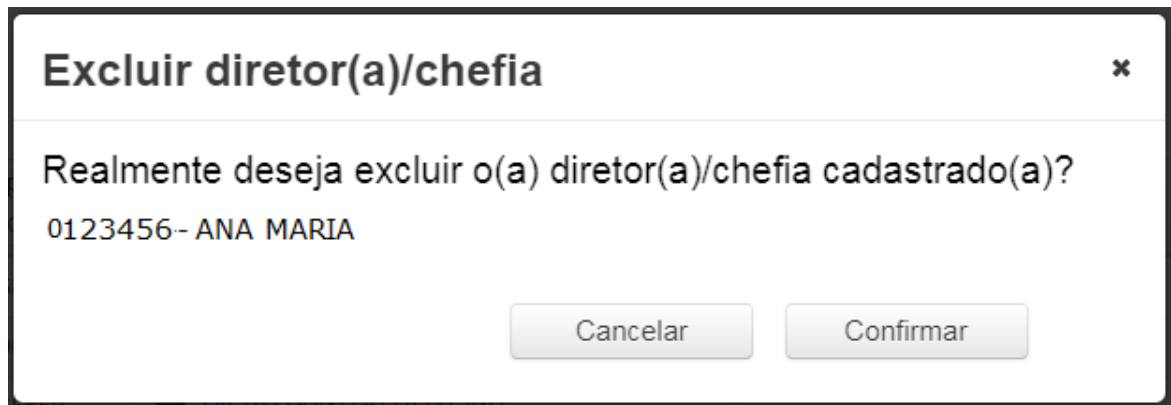 Excluir diretor(a)/chefia
Realmente deseja excluir o(a) diretor(a)/chefia cadastrado(a)?
0123456-- ANA MARIA
Cancelar Confirmar